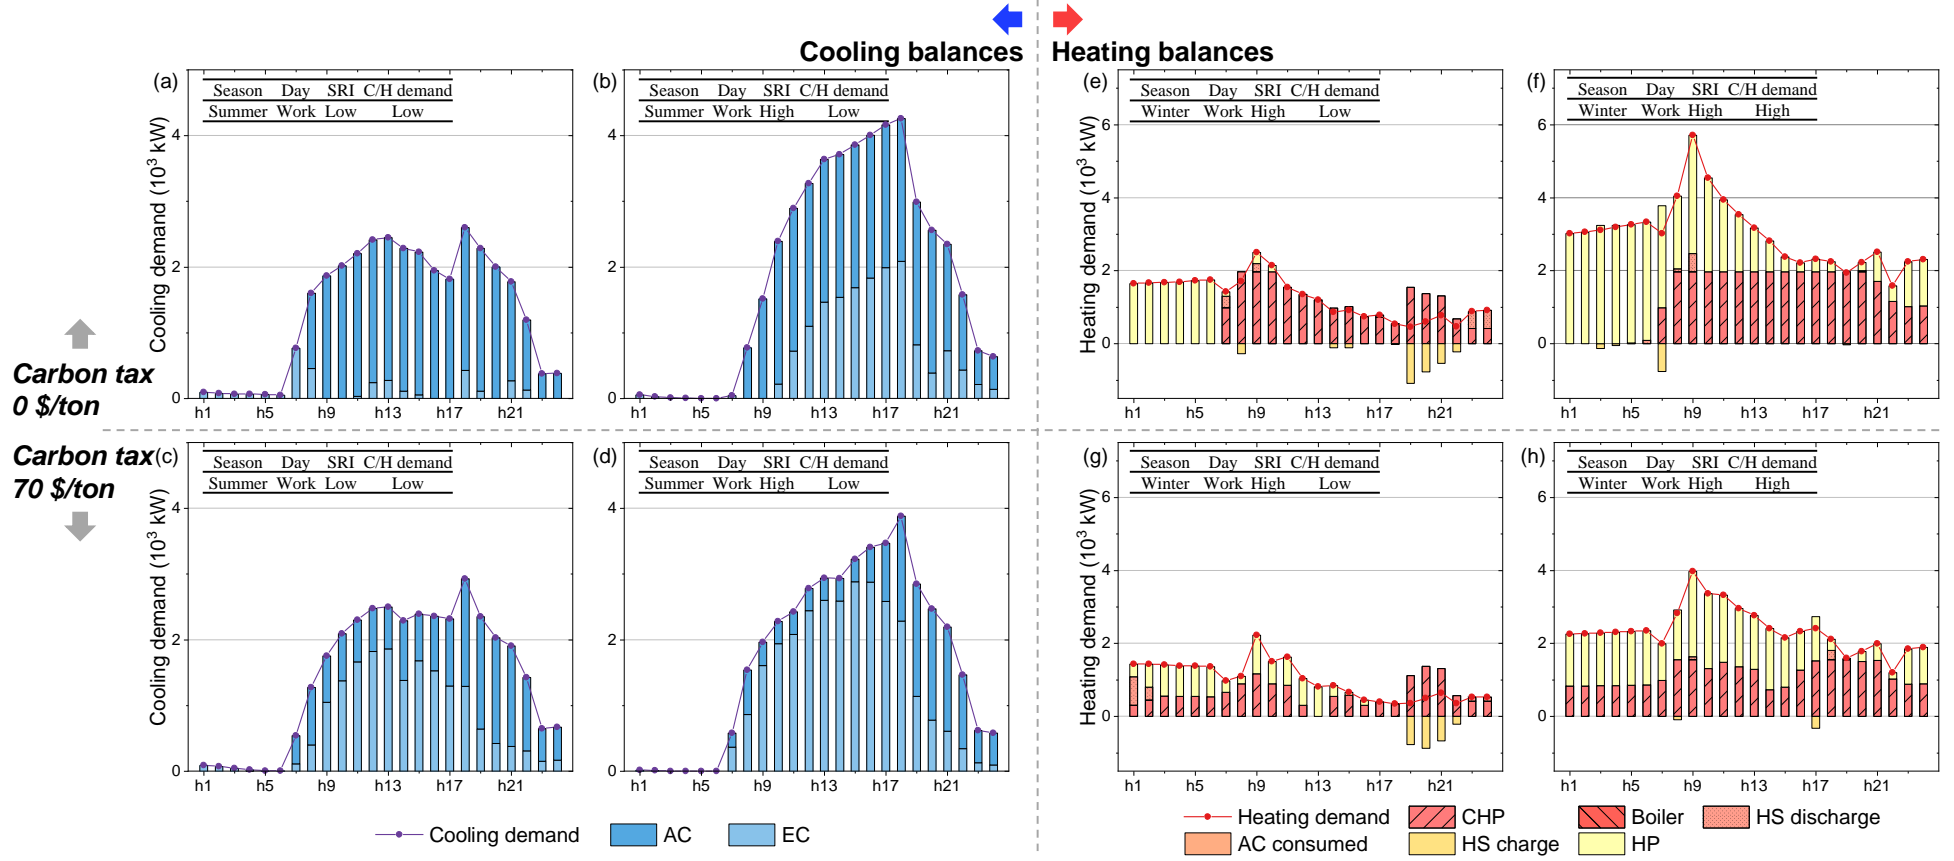 Cooling balances
Heating balances
Carbon tax
0 $/ton
Carbon tax
70 $/ton
(a)
Season Day SRI C/H demand
Summer Work Low Low
Cooling demand (10³ kW)
4
2
0
h1 h5 h9 h13 h17 h21
(b)
Season Day SRI C/H demand
Summer Work High Low
4
2
0
h1 h5 h9 h13 h17 h21
(e)
Season Day SRI C/H demand
Winter Work High Low
Heating demand (10³ kW)
6
4
2
0
h1 h5 h9 h13 h17 h21
(f)
Season Day SRI C/H demand
Winter Work High High
6
4
2
0
h1 h5 h9 h13 h17 h21
(c)
Season Day SRI C/H demand
Summer Work Low Low
Cooling demand (10³ kW)
4
2
0
h1 h5 h9 h13 h17 h21
(d)
Season Day SRI C/H demand
Summer Work High Low
4
2
0
h1 h5 h9 h13 h17 h21
(g)
Season Day SRI C/H demand
Winter Work High Low
Heating demand (10³ kW)
6
4
2
0
h1 h5 h9 h13 h17 h21
(h)
Season Day SRI C/H demand
Winter Work High High
6
4
2
0
h1 h5 h9 h13 h17 h21
Cooling demand AC EC
Heating demand CHP Boiler HS discharge
AC consumed HS charge HP